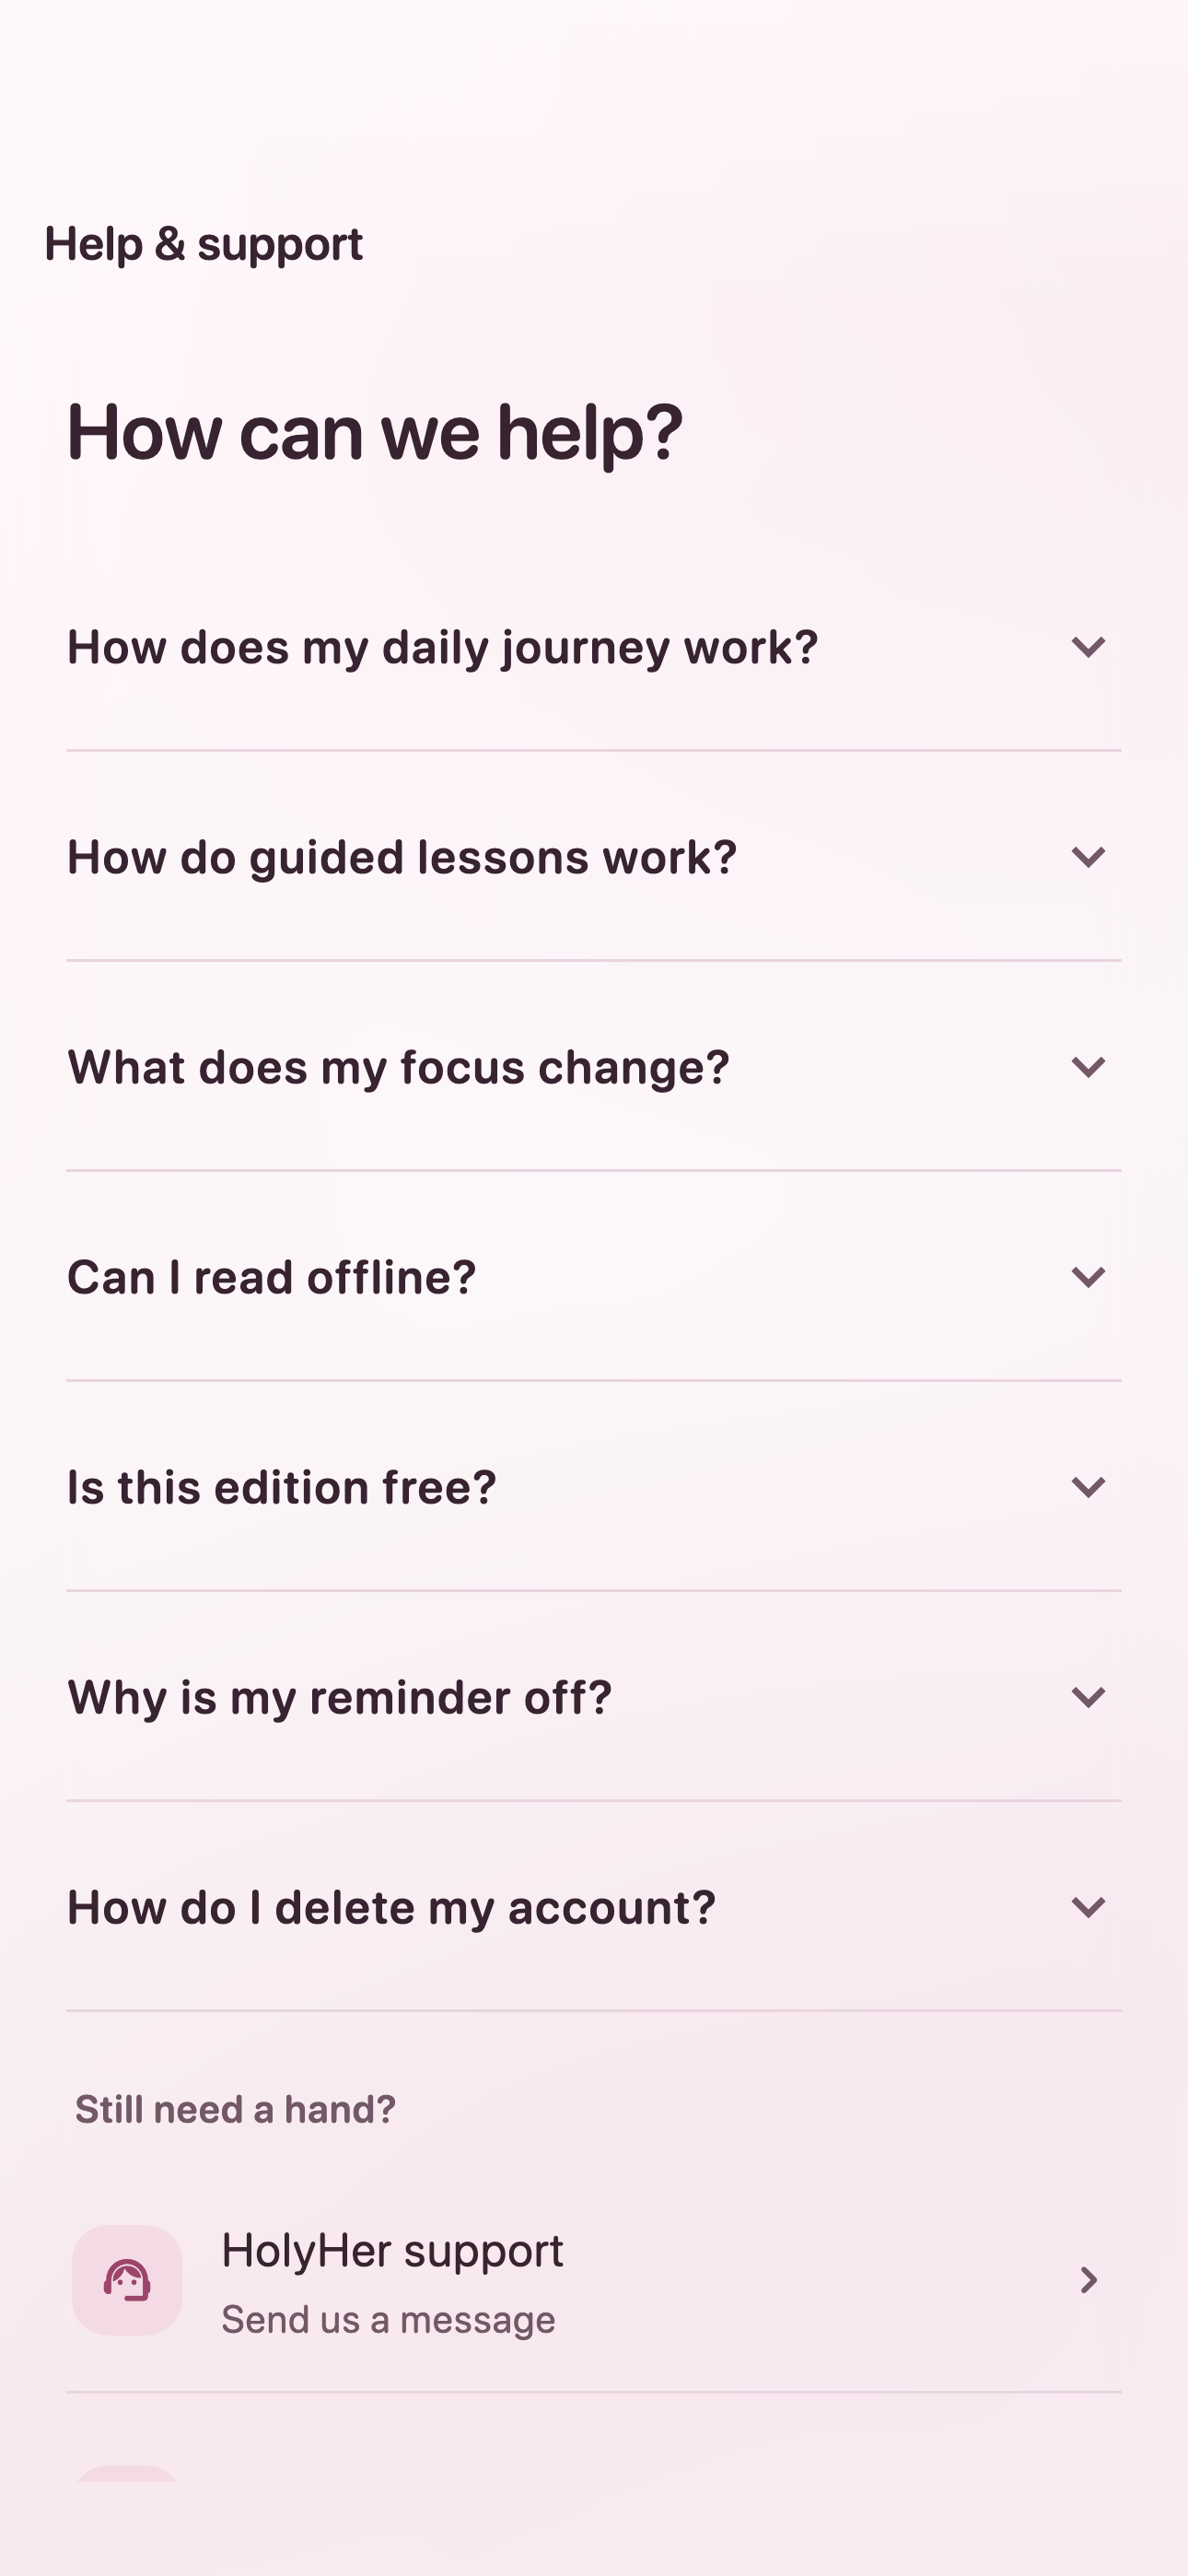 Help & support
How can we help?
How does my daily journey work?
How do guided lessons work?
What does my focus change?
Can I read offline?
Is this edition free?
Why is my reminder off?
How do I delete my account?
Still need a hand?
HolyHer support
Send us a message